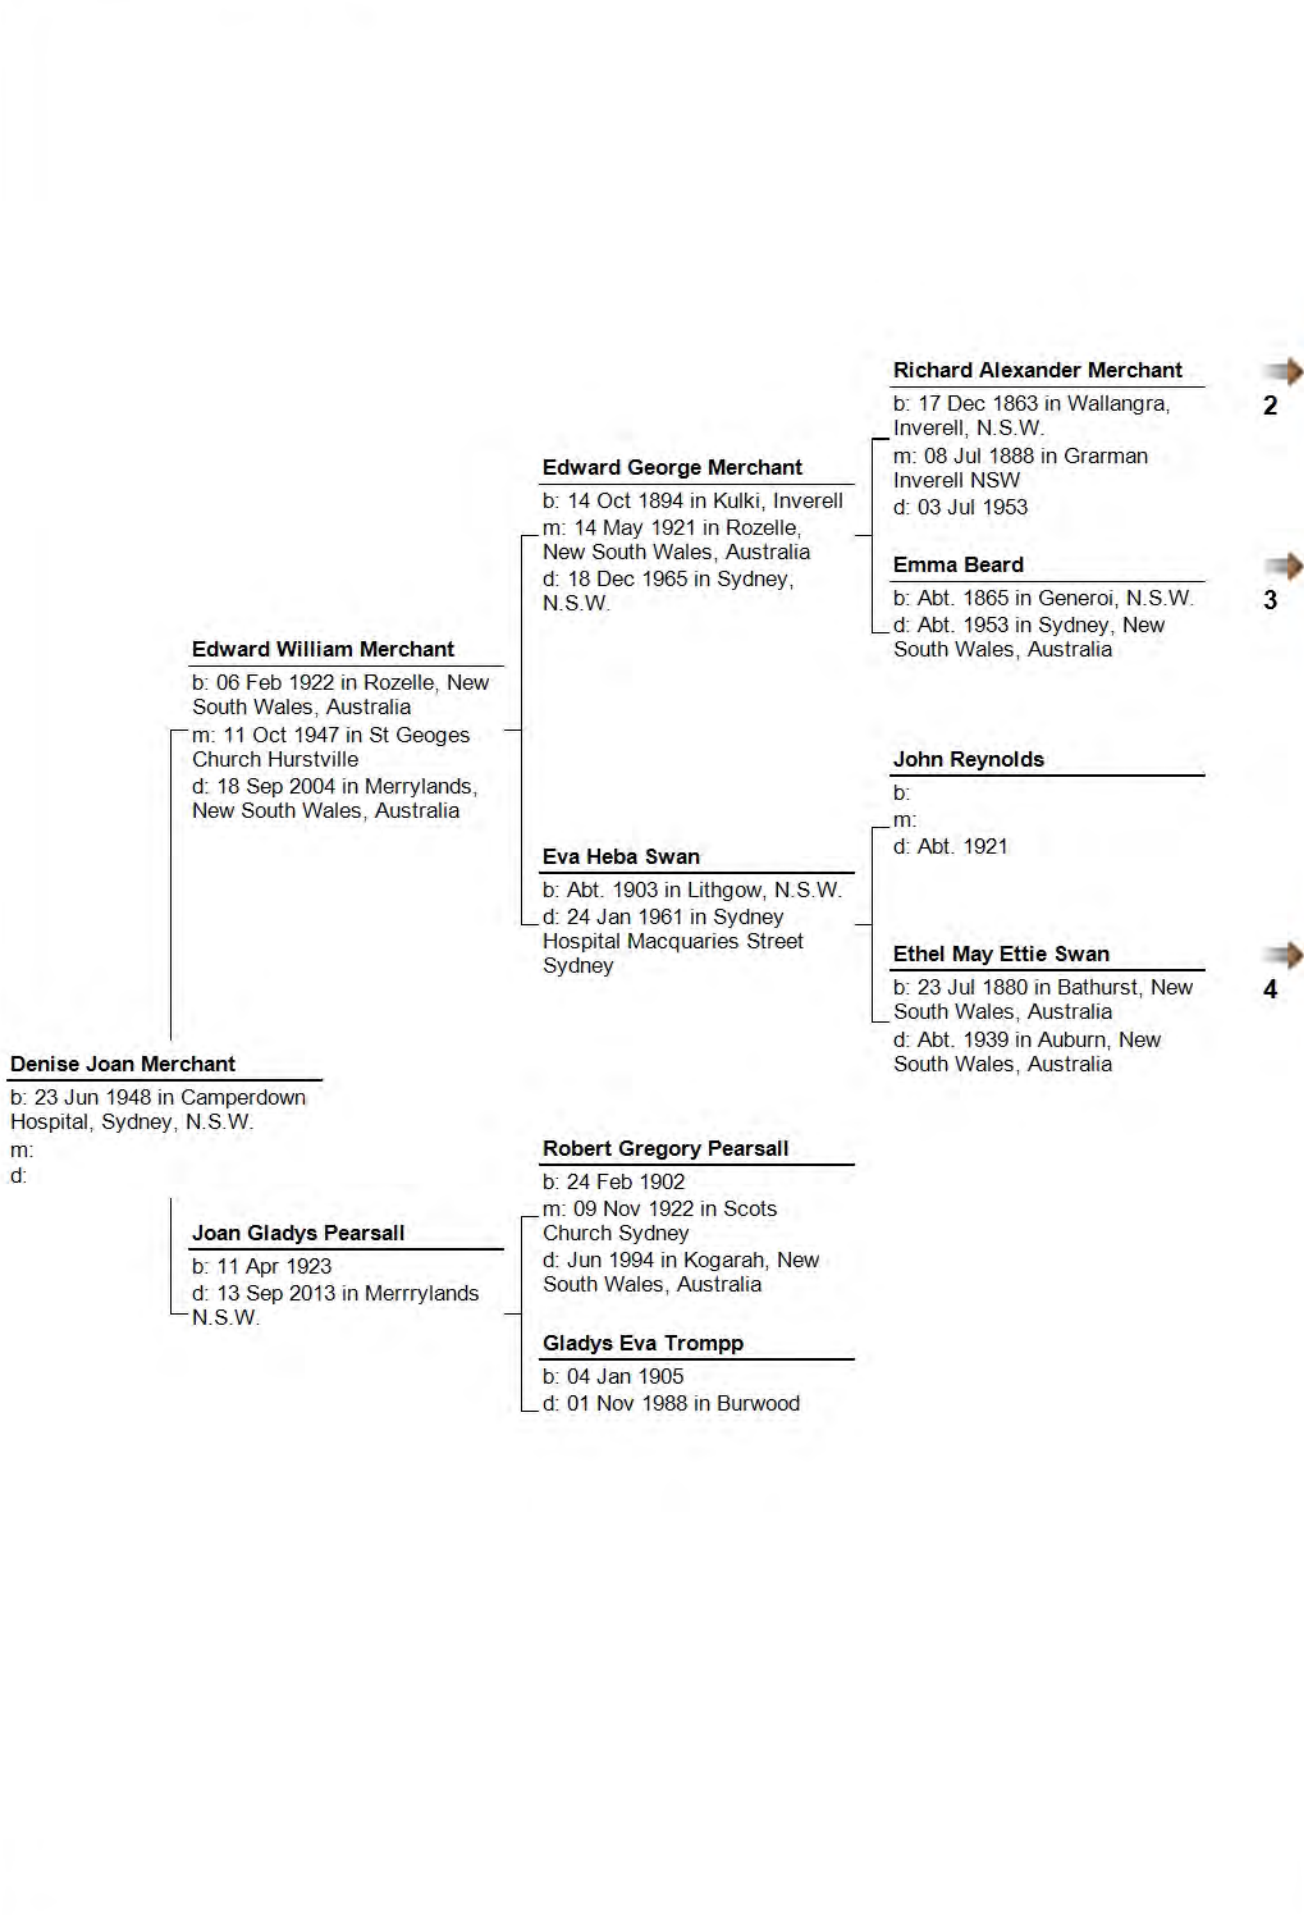 Richard Alexander Merchant
b: 17 Dec 1863 in Wallangra,
Inverell, N.S.W.
m: 08 Jul 1888 in Grarman
Inverell NSW
d: 03 Jul 1953
2
Edward George Merchant
b: 14 Oct 1894 in Kulki, Inverell
m: 14 May 1921 in Rozelle,
New South Wales, Australia
d: 18 Dec 1965 in Sydney,
N.S.W.
Emma Beard
b: Abt. 1865 in Generoi, N.S.W.
d: Abt. 1953 in Sydney, New
South Wales, Australia
3
Edward William Merchant
b: 06 Feb 1922 in Rozelle, New
South Wales, Australia
m: 11 Oct 1947 in St Geoges
Church Hurstville
d: 18 Sep 2004 in Merrylands,
New South Wales, Australia
John Reynolds
b:
m:
d: Abt. 1921
Eva Heba Swan
b: Abt. 1903 in Lithgow, N.S.W.
d: 24 Jan 1961 in Sydney
Hospital Macquaries Street
Sydney
Ethel May Ettie Swan
b: 23 Jul 1880 in Bathurst, New
South Wales, Australia
d: Abt. 1939 in Auburn, New
South Wales, Australia
4
Denise Joan Merchant
b: 23 Jun 1948 in Camperdown
Hospital, Sydney, N.S.W.
m:
d:
Robert Gregory Pearsall
b: 24 Feb 1902
m: 09 Nov 1922 in Scots
Church Sydney
d: Jun 1994 in Kogarah, New
South Wales, Australia
Joan Gladys Pearsall
b: 11 Apr 1923
d: 13 Sep 2013 in Merrrylands
N.S.W.
Gladys Eva Trompp
b: 04 Jan 1905
d: 01 Nov 1988 in Burwood